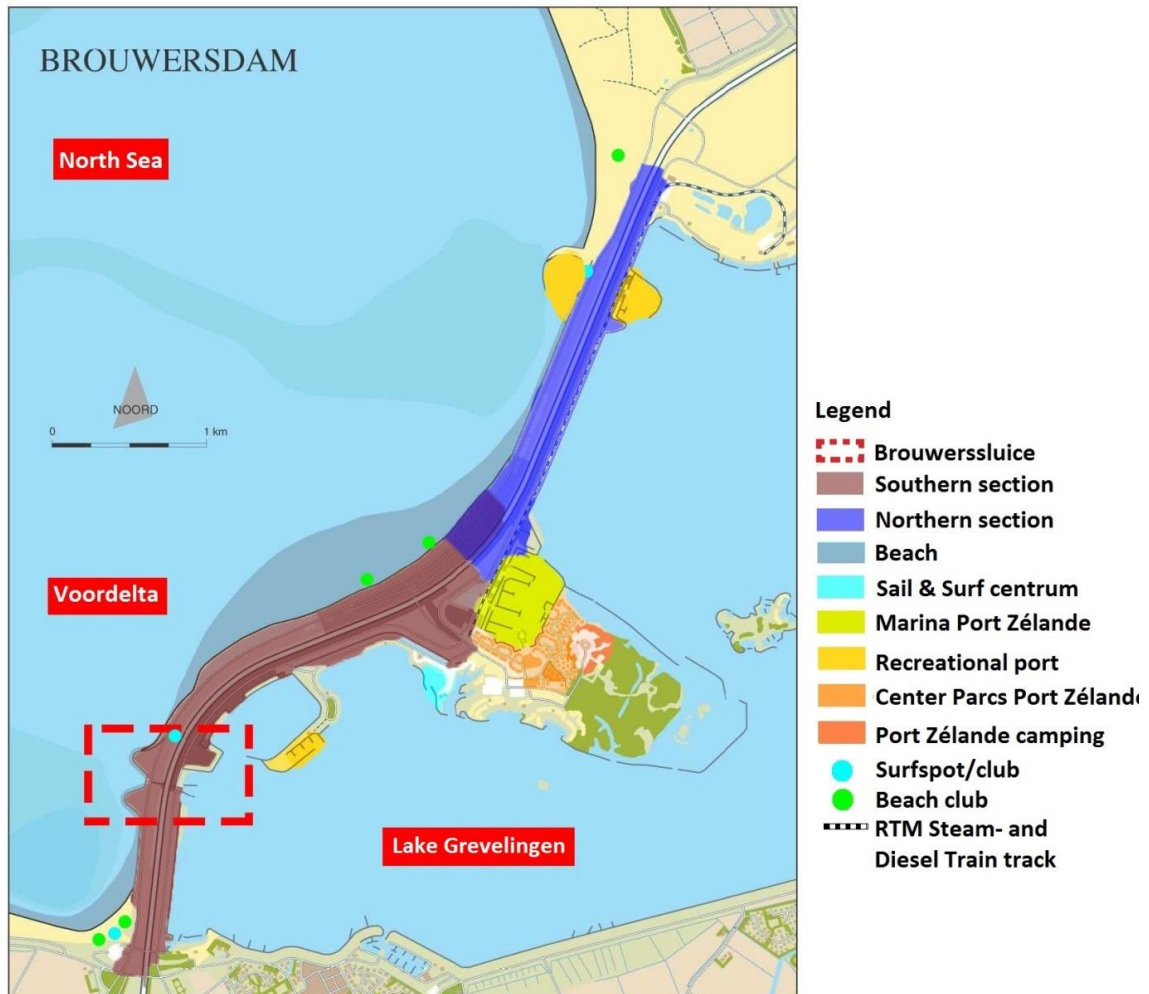 BROUWERSDAM
North Sea
NOORD
0 1 km
Voordelta
Lake Grevelingen
Legend
Brouwerssluice
Southern section
Northern section
Beach
Sail & Surf centrum
Marina Port Zélande
Recreational port
Center Parcs Port Zélande
Port Zélande camping
Surfspot/club
Beach club
RTM Steam- and
Diesel Train track